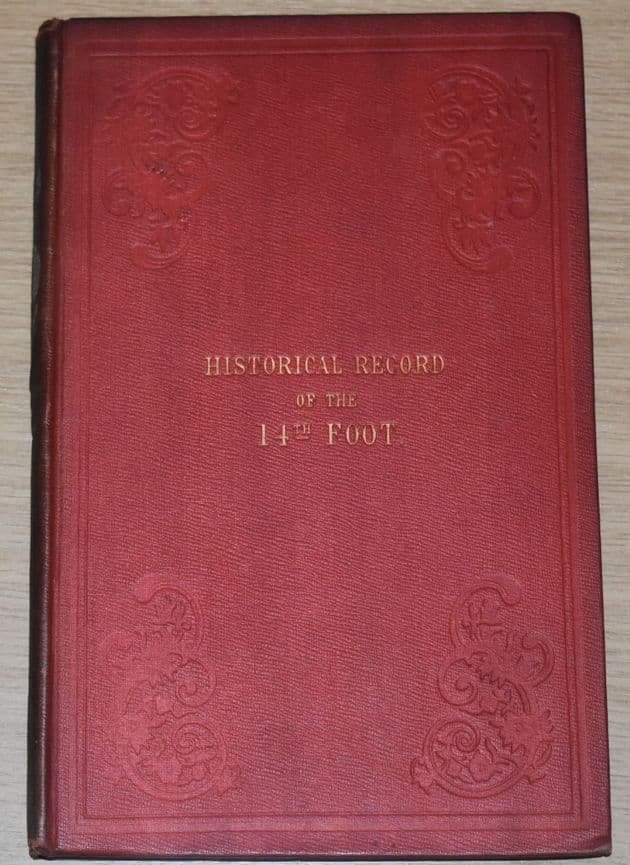 HISTORICAL RECORD
OF THE
14TH FOOT.